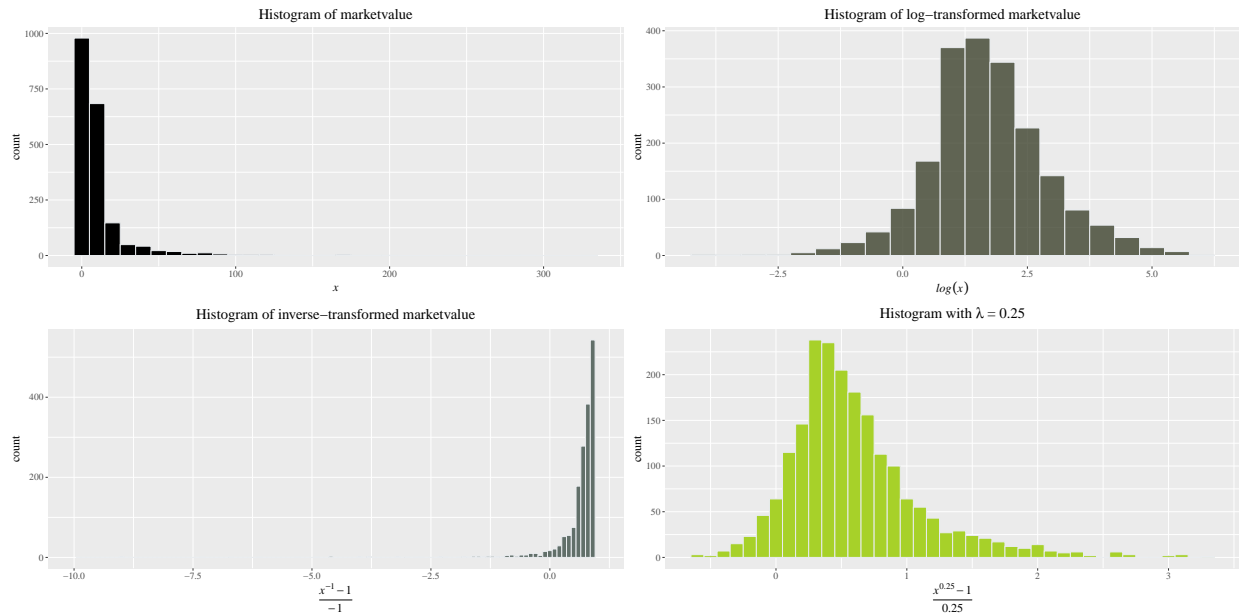 Histogram of marketvalue
1000
750
500
250
0
count
0 100 200 300
x
Histogram of log−transformed marketvalue
400
300
200
100
0
count
−2.5 0.0 2.5 5.0
log(x)
Histogram of inverse−transformed marketvalue
400
200
0
count
−10.0 −7.5 −5.0 −2.5 0.0
x⁻¹ − 1
− 1
Histogram with λ = 0.25
200
150
100
50
0
count
0 1 2 3
x⁰·²⁵ − 1
0.25